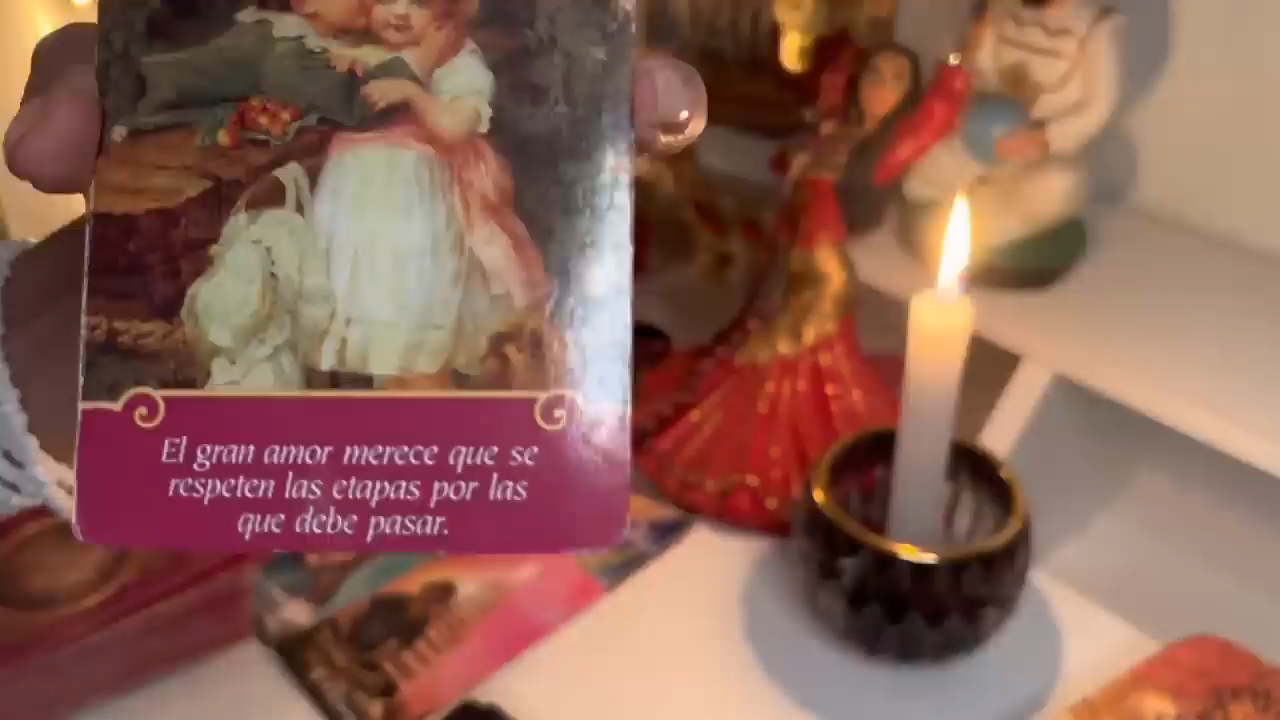 El gran amor merece que se
respeten las etapas por las
que debe pasar.